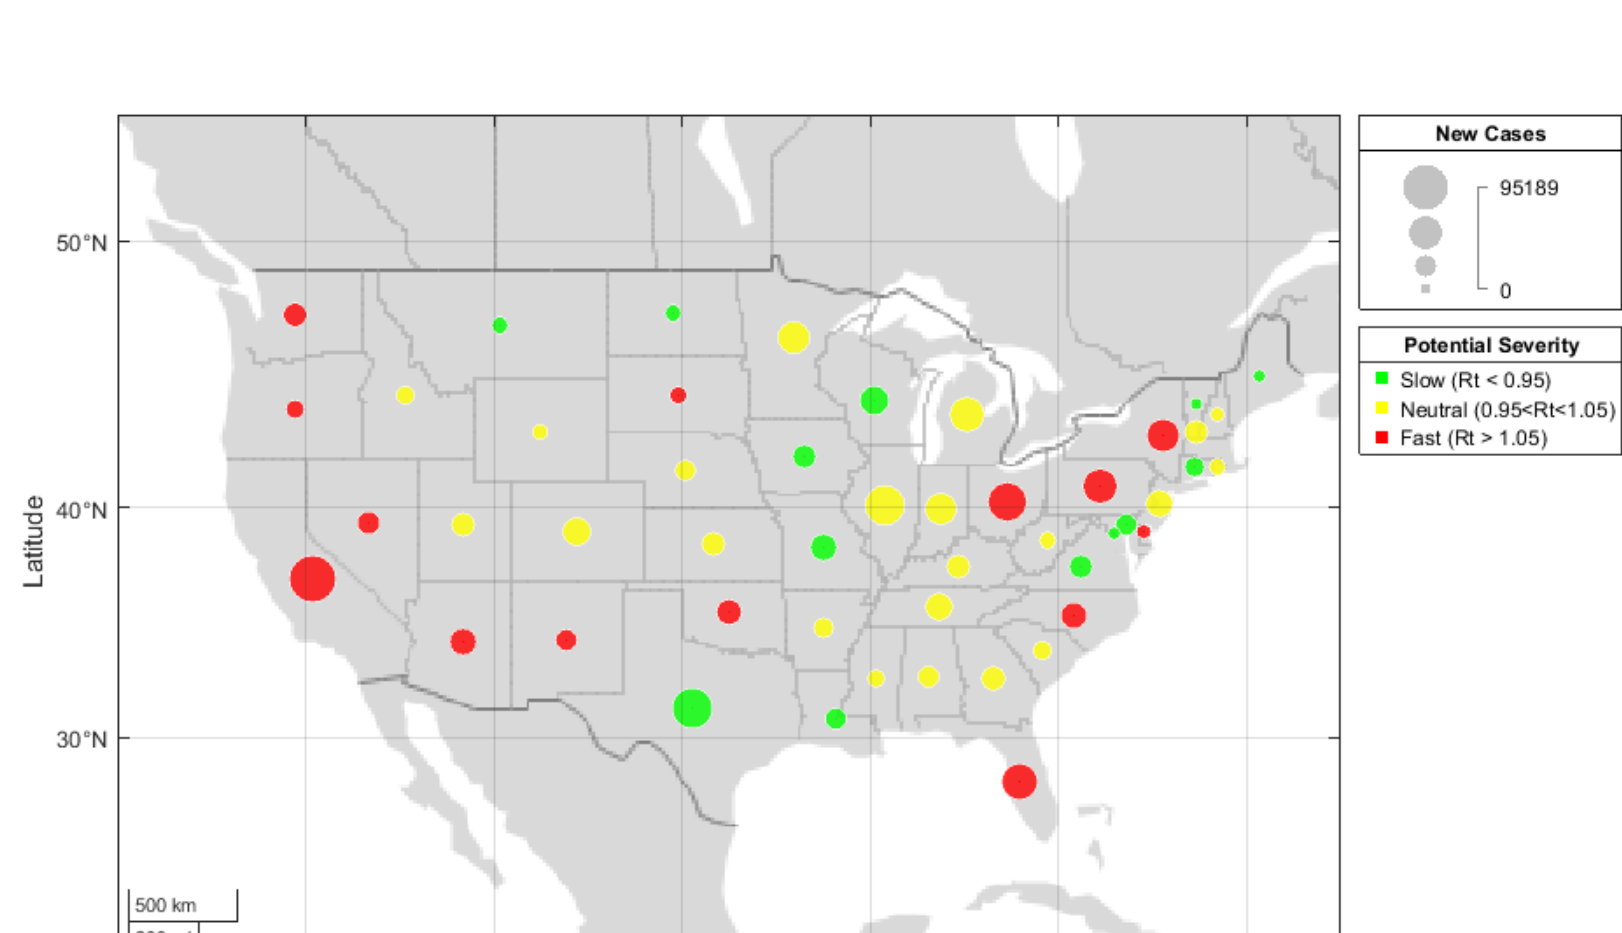 New Cases
95189
0
Potential Severity
Slow (Rt < 0.95)
Neutral (0.95<Rt<1.05)
Fast (Rt > 1.05)
50°N
40°N
30°N
Latitude
500 km